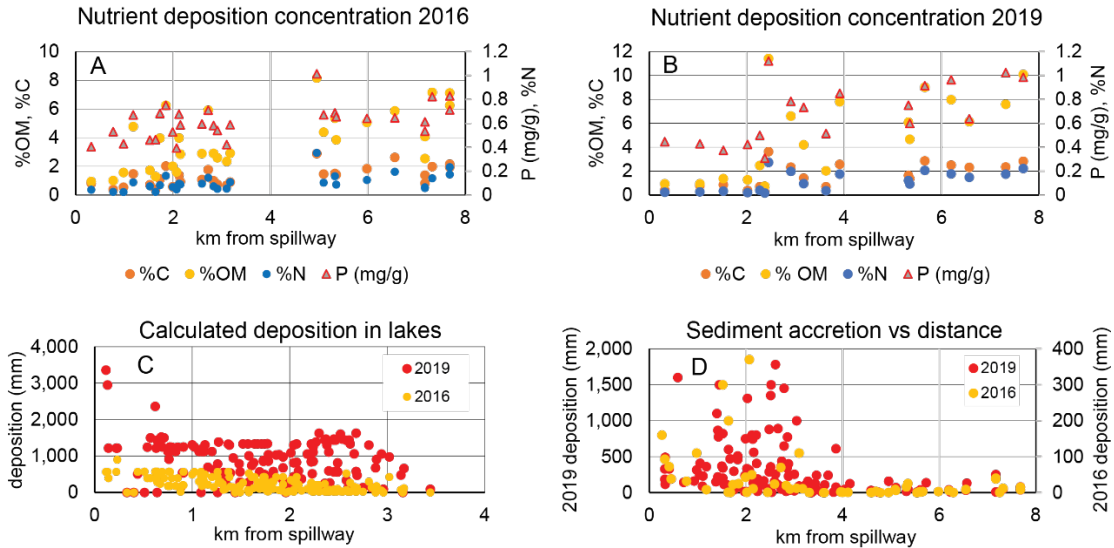 Nutrient deposition concentration 2016
A
%OM, %C
10
8
6
4
2
0
1.2
1
0.8
0.6
0.4
0.2
0
P (mg/g), %N
0 2 4 6 8
km from spillway
%C %OM %N P (mg/g)
Nutrient deposition concentration 2019
B
%OM, %C
12
10
8
6
4
2
0
1.2
1
0.8
0.6
0.4
0.2
0
P (mg/g), %N
0 2 4 6 8
km from spillway
%C % OM %N P (mg/g)
Calculated deposition in lakes
C
2019
2016
deposition (mm)
4,000
3,000
2,000
1,000
0
0 1 2 3 4
km from spillway
Sediment accretion vs distance
D
2019
2016
2019 deposition (mm)
2,000
1,500
1,000
500
0
400
300
200
100
0
2016 deposition (mm)
0 2 4 6 8
km from spillway